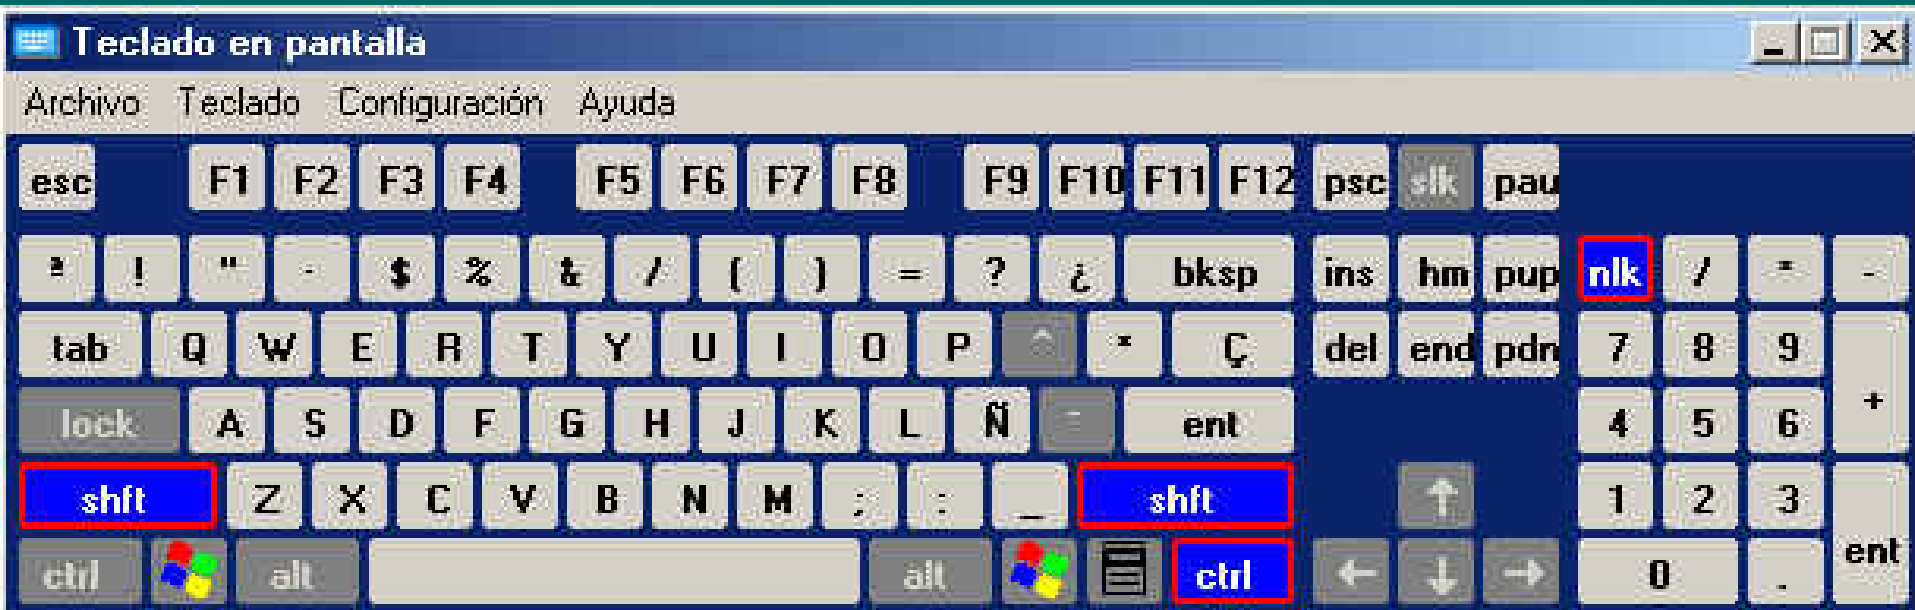 Teclado en pantalla
Archivo Teclado Configuración Ayuda
esc F1 F2 F3 F4 F5 F6 F7 F8 F9 F10 F11 F12 psc slk pau
ª ! " · $ % & / ( ) = ? ¿ bksp ins hm pup nlk / * -
tab Q W E R T Y U I O P ^ * Ç del end pdn 7 8 9
lock A S D F G H J K L Ñ ¨ ent 4 5 6 +
shft Z X C V B N M ; : _ shft ↑ 1 2 3
ctrl alt alt ctrl ← ↓ → 0 . ent